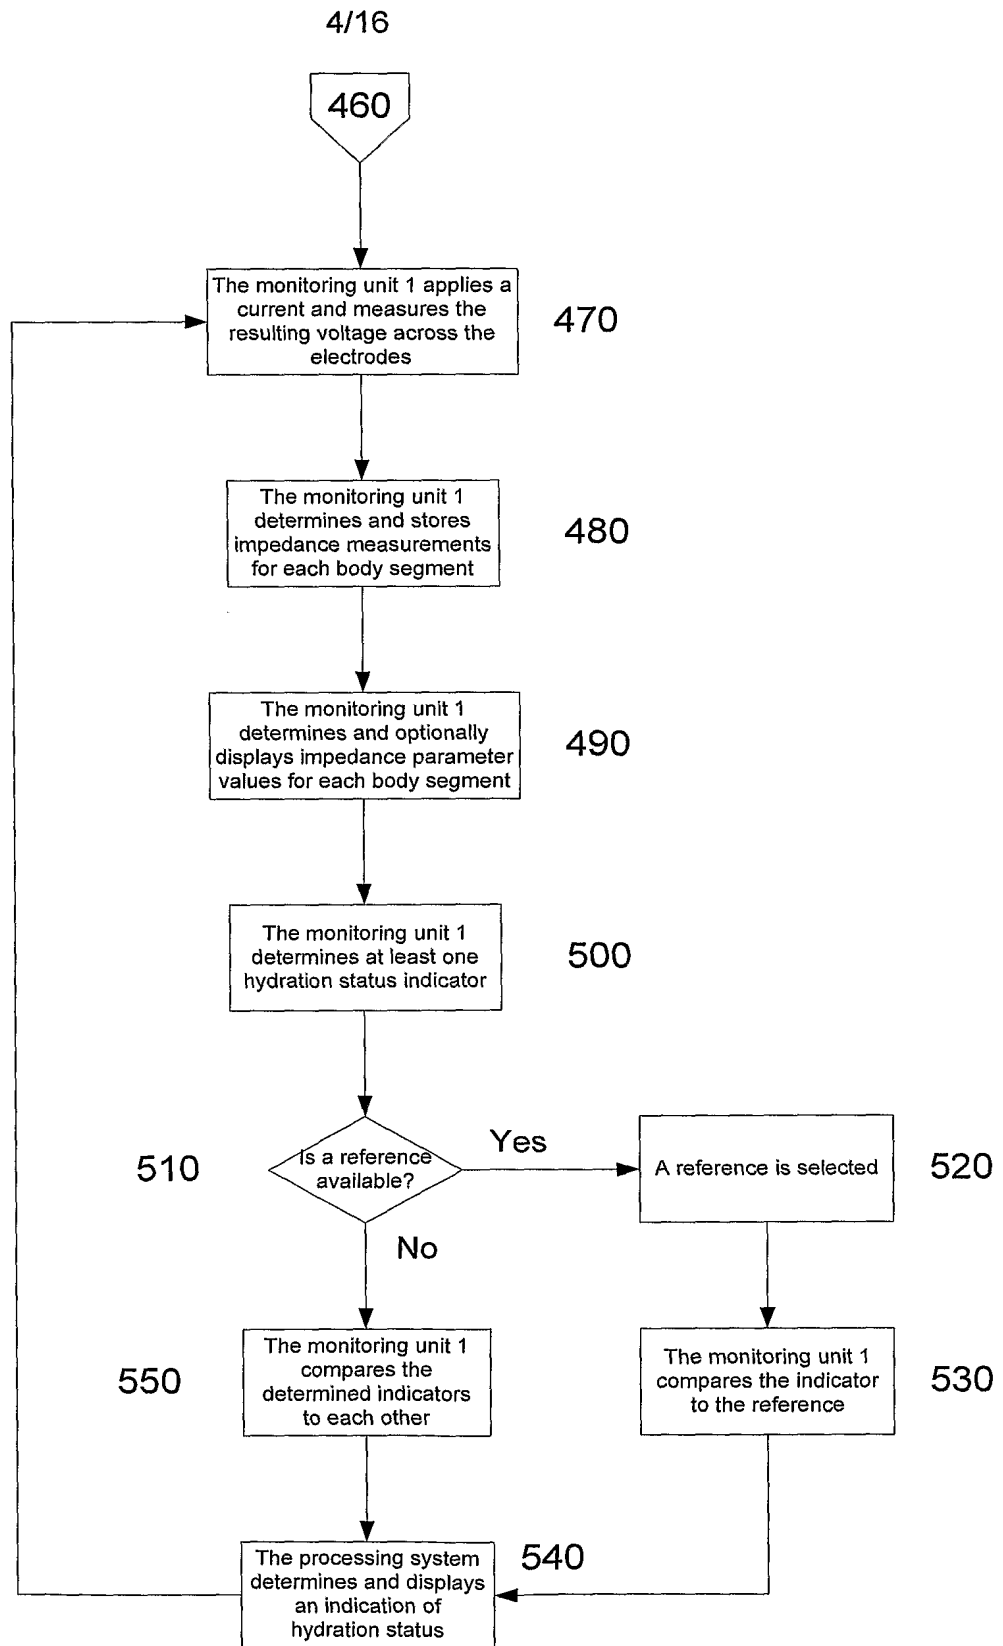 4/16
460
The monitoring unit 1 applies a
current and measures the
resulting voltage across the
electrodes
470
The monitoring unit 1
determines and stores
impedance measurements
for each body segment
480
The monitoring unit 1
determines and optionally
displays impedance parameter
values for each body segment
490
The monitoring unit 1
determines at least one
hydration status indicator
500
510
Is a reference
available?
Yes
A reference is selected
520
No
550
The monitoring unit 1
compares the
determined indicators
to each other
The monitoring unit 1
compares the indicator
to the reference
530
The processing system
determines and displays
an indication of
hydration status
540